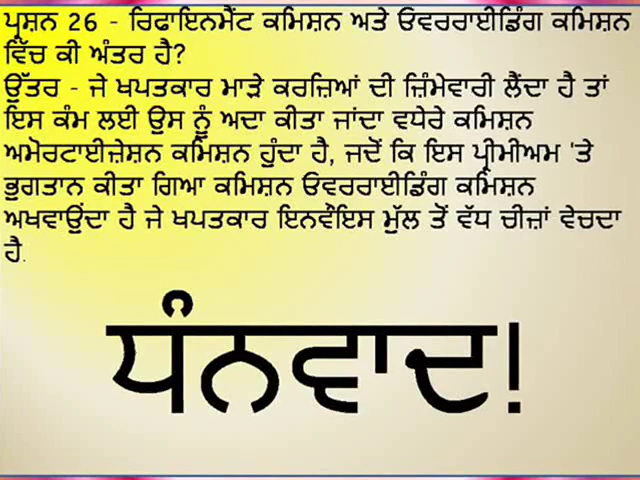 ਪ੍ਰਸ਼ਨ 26 - ਰਿਫਾਇਨਮੈਂਟ ਕਮਿਸ਼ਨ ਅਤੇ ਓਵਰਰਾਈਡਿੰਗ ਕਮਿਸ਼ਨ
ਵਿੱਚ ਕੀ ਅੰਤਰ ਹੈ?
ਉੱਤਰ - ਜੇ ਖਪਤਕਾਰ ਮਾੜੇ ਕਰਜ਼ਿਆਂ ਦੀ ਜ਼ਿੰਮੇਵਾਰੀ ਲੈਂਦਾ ਹੈ ਤਾਂ
ਇਸ ਕੰਮ ਲਈ ਉਸ ਨੂੰ ਅਦਾ ਕੀਤਾ ਜਾਂਦਾ ਵਧੇਰੇ ਕਮਿਸ਼ਨ
ਅਮੋਰਟਾਈਜ਼ੇਸ਼ਨ ਕਮਿਸ਼ਨ ਹੁੰਦਾ ਹੈ, ਜਦੋਂ ਕਿ ਇਸ ਪ੍ਰੀਮੀਅਮ 'ਤੇ
ਭੁਗਤਾਨ ਕੀਤਾ ਗਿਆ ਕਮਿਸ਼ਨ ਓਵਰਰਾਈਡਿੰਗ ਕਮਿਸ਼ਨ
ਅਖਵਾਉਂਦਾ ਹੈ ਜੇ ਖਪਤਕਾਰ ਇਨਵੌਇਸ ਮੁੱਲ ਤੋਂ ਵੱਧ ਚੀਜ਼ਾਂ ਵੇਚਦਾ
ਹੈ.
ਧੰਨਵਾਦ!